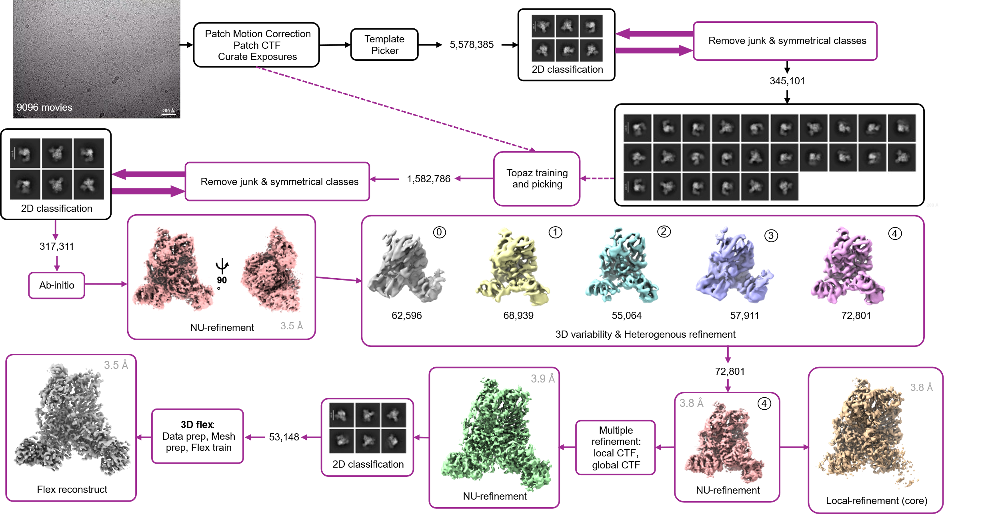 9096 movies
200 Å
Patch Motion Correction
Patch CTF
Curate Exposures
Template
Picker
5,578,385
2D classification
Remove junk & symmetrical classes
345,101
200 Å
Topaz training
and picking
1,582,786
Remove junk & symmetrical classes
2D classification
317,311
Ab-initio
90
°
NU-refinement
3.5 Å
0
1
2
3
4
62,596
68,939
55,064
57,911
72,801
3D variability & Heterogenous refinement
72,801
3.8 Å
4
NU-refinement
3.8 Å
Local-refinement (core)
Multiple
refinement:
local CTF,
global CTF
3.9 Å
NU-refinement
2D classification
53,148
3D flex:
Data prep, Mesh
prep, Flex train
3.5 Å
Flex reconstruct